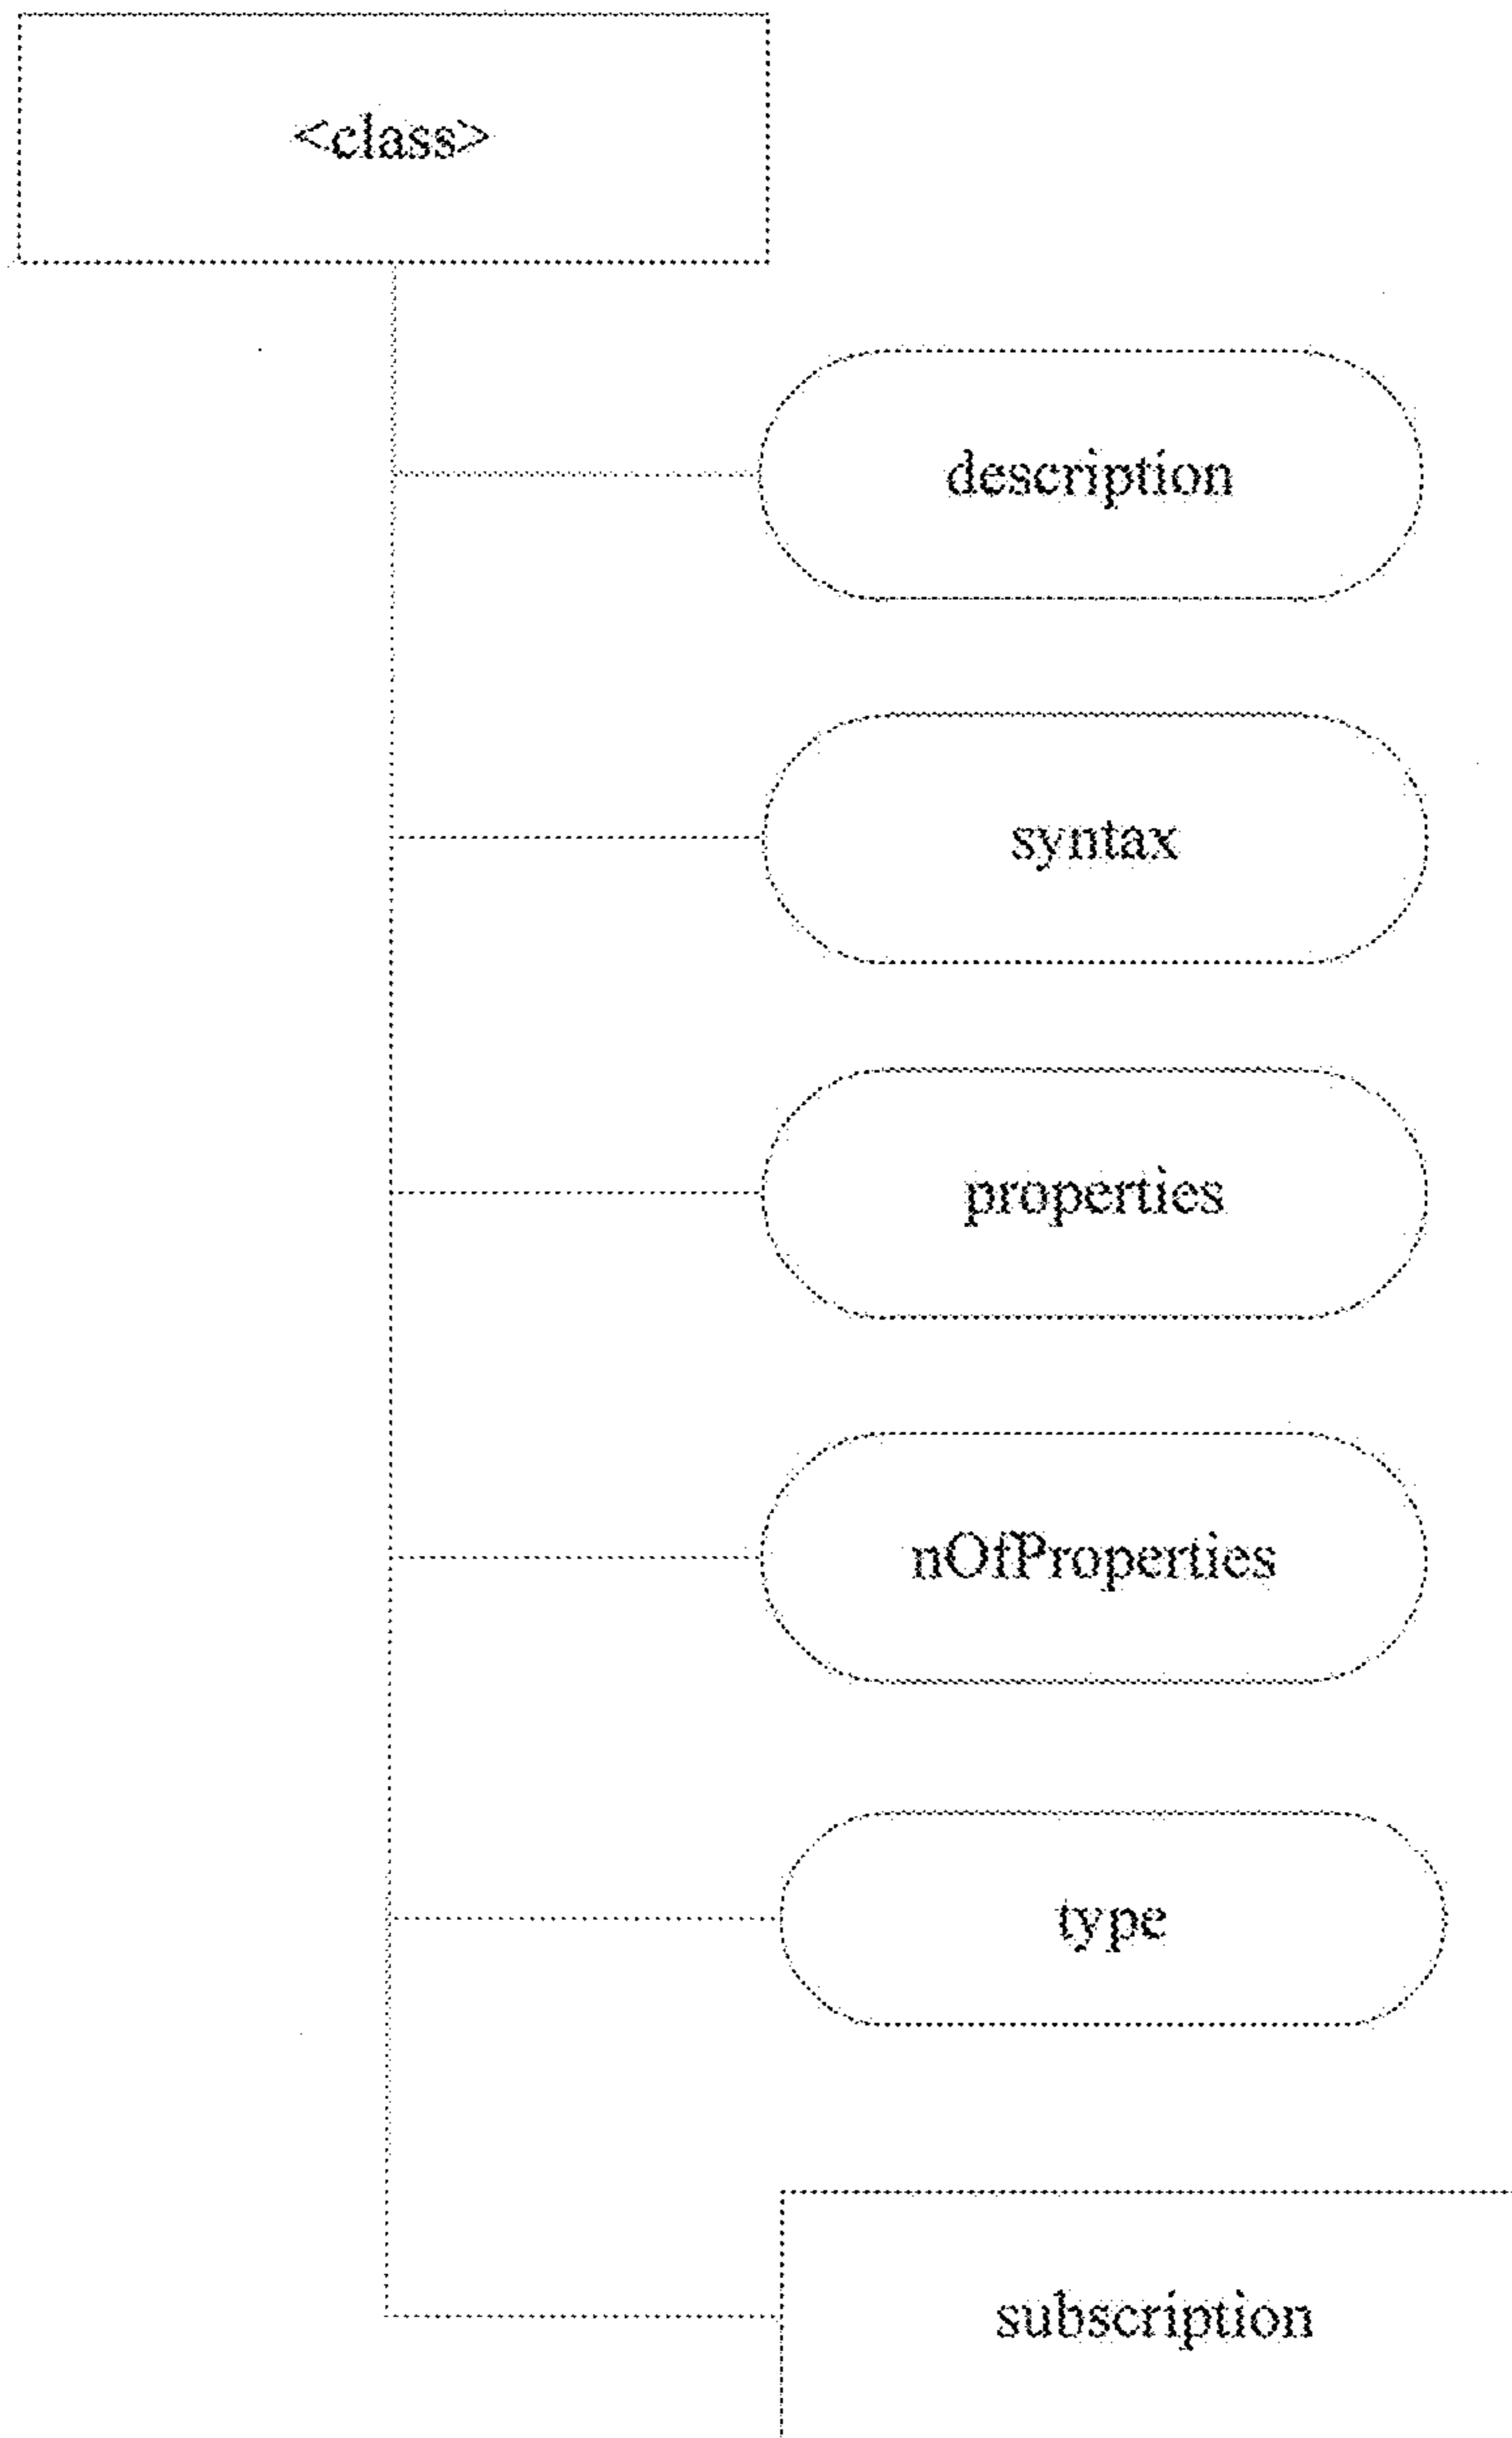 <class>
description
syntax
properties
nOfProperties
type
subscription